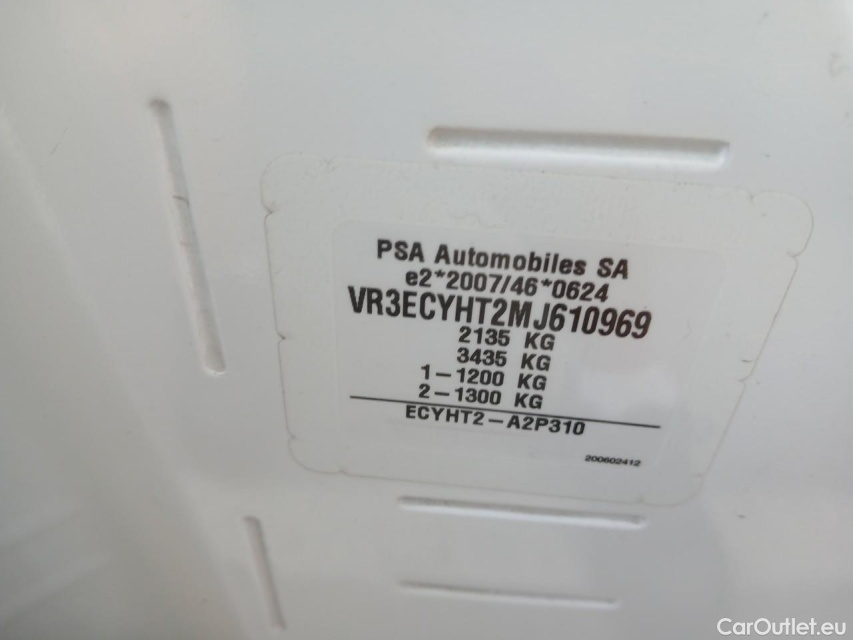 PSA Automobiles SA
e2*2007/46*0624
VR3ECYHT2MJ610969
2135 KG
3435 KG
1-1200 KG
2-1300 KG
ECYHT2-A2P310
200602412
CarOutlet.eu